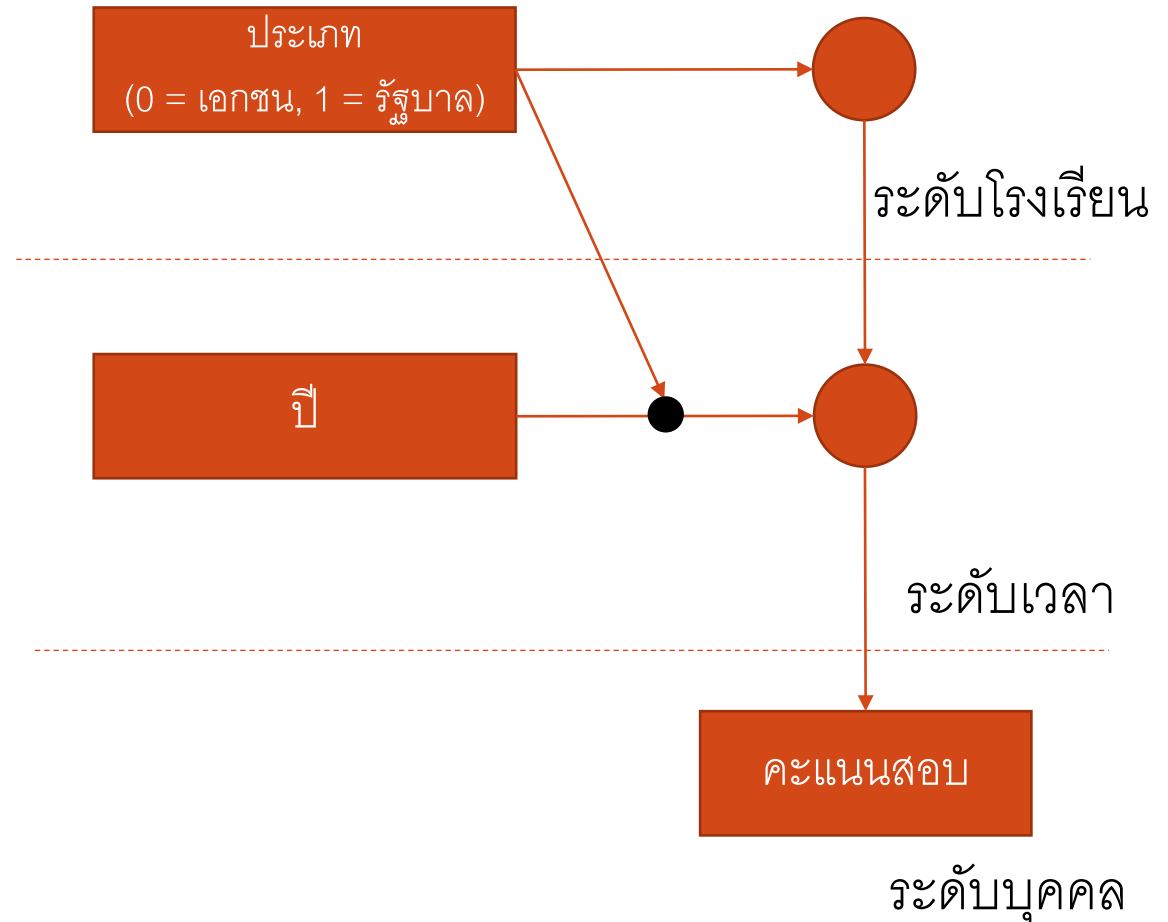 ประเภท
(0 = เอกชน, 1 = รัฐบาล)
ระดับโรงเรียน
ปี
ระดับเวลา
คะแนนสอบ
ระดับบุคคล